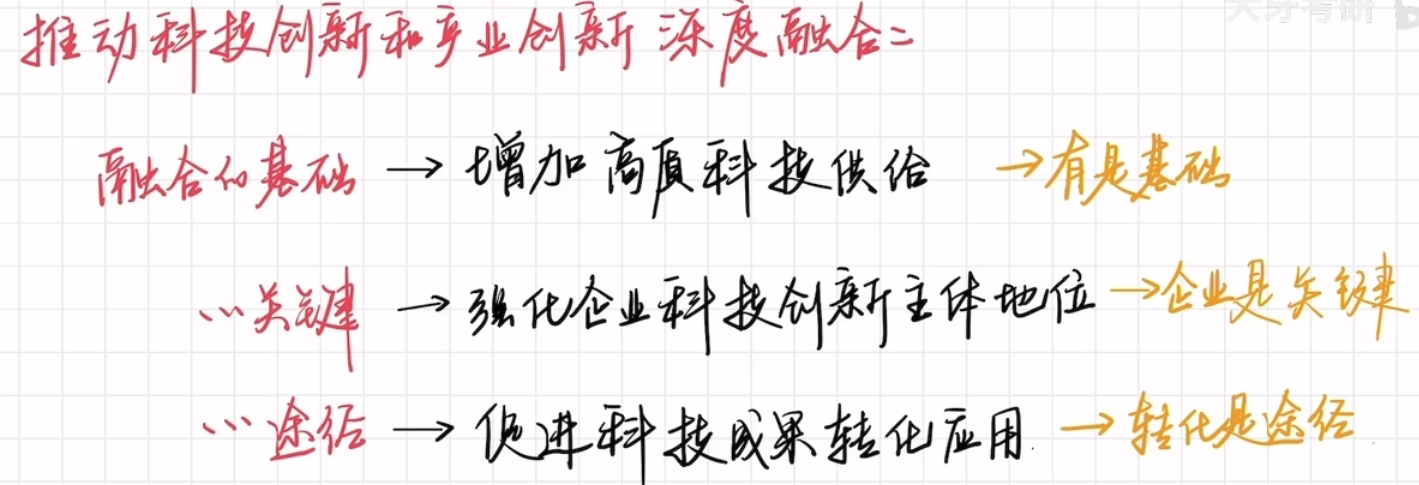 大牙考研
推动科技创新和产业创新深度融合:
融合的基础 → 增加高质科技供给 → 有是基础
…关键 → 强化企业科技创新主体地位 → 企业是关键
…途径 → 促进科技成果转化应用. → 转化是途径